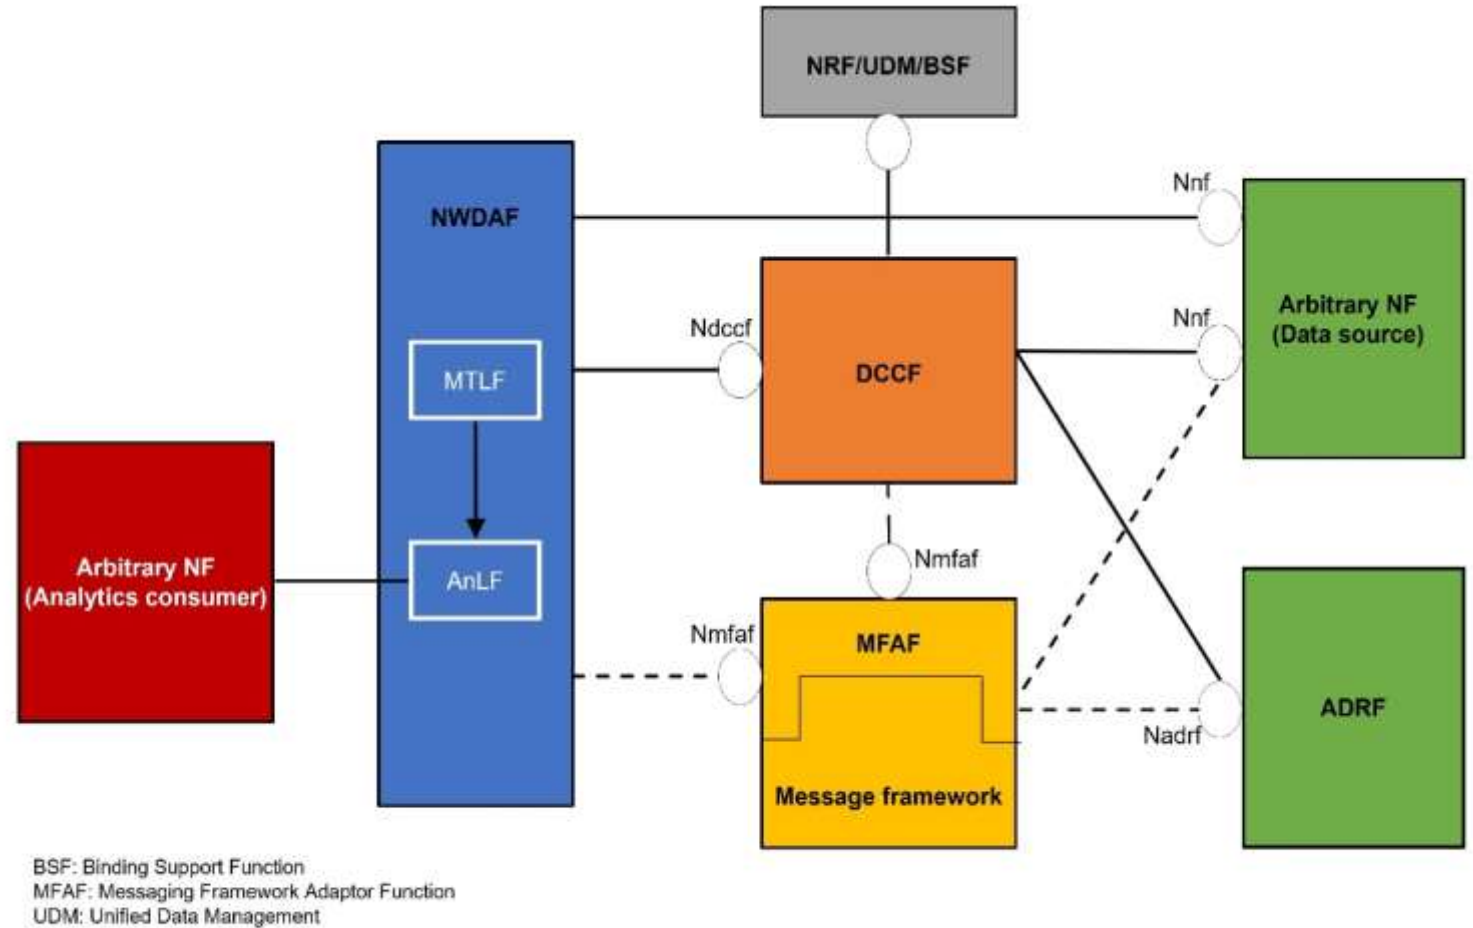 NRF/UDM/BSF
Nnf
NWDAF
Arbitrary NF
(Data source)
Ndccf
Nnf
DCCF
MTLF
Arbitrary NF
(Analytics consumer)
AnLF
Nmfaf
Nmfaf
MFAF
ADRF
Nadrf
Message framework
BSF: Binding Support Function
MFAF: Messaging Framework Adaptor Function
UDM: Unified Data Management